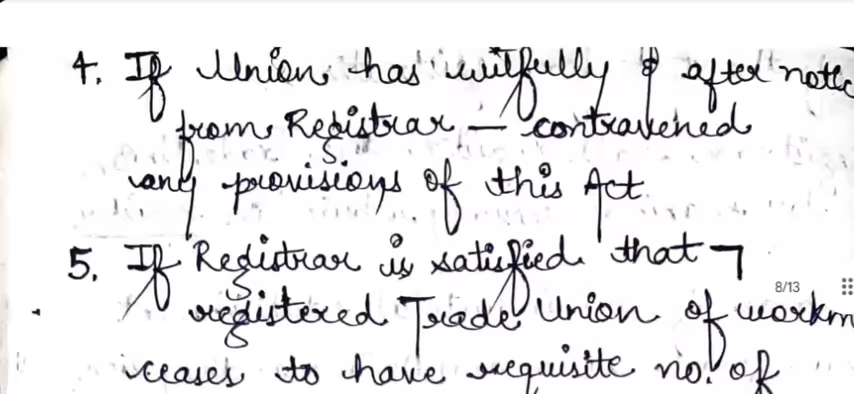 4. If Union has wilfully & after notic
from Registrar — contravened
any provisions of this Act.
5. If Registrar is satisfied that ¬
8/13
registered Trade Union of workm
ceases to have requisite no. of